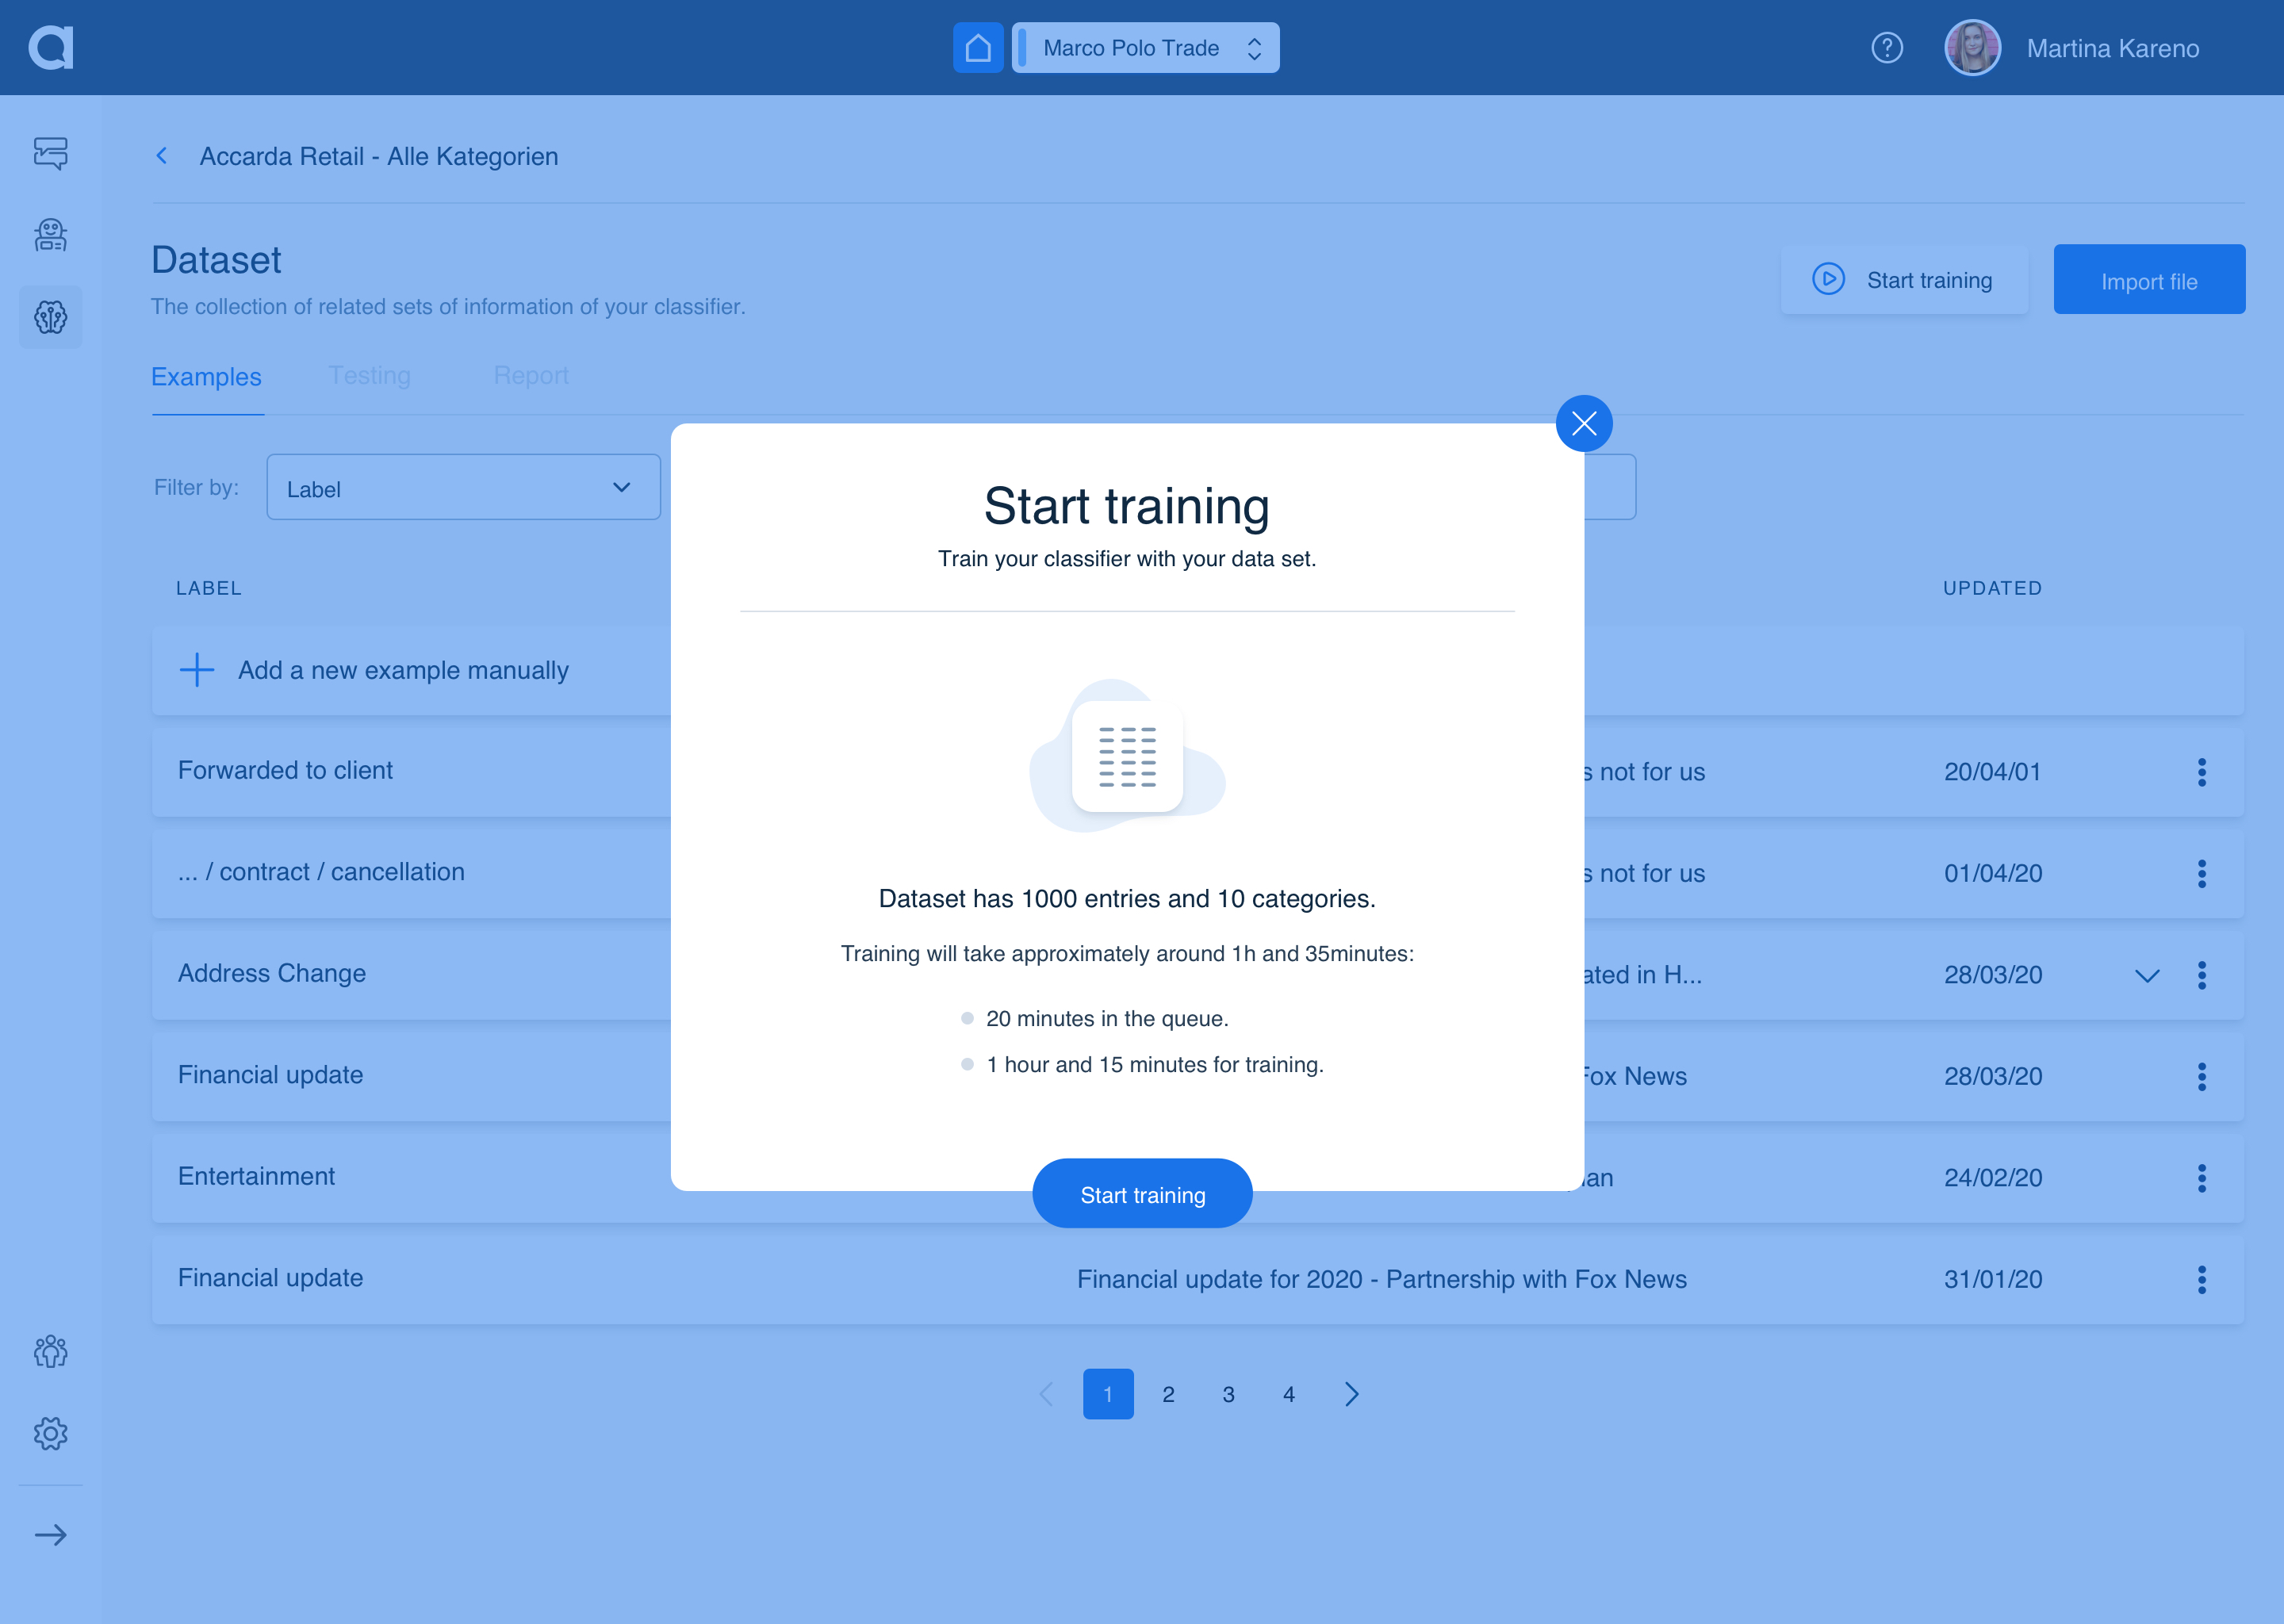 Marco Polo Trade
Martina Kareno
Accarda Retail - Alle Kategorien
Dataset
The collection of related sets of information of your classifier.
Start training
Import file
Examples
Testing
Report
Filter by:
Label
Start training
Train your classifier with your data set.
LABEL
UPDATED
Add a new example manually
Forwarded to client
not for us
20/04/01
... / contract / cancellation
not for us
01/04/20
Address Change
in H...
28/03/20
Financial update
Fox News
28/03/20
Entertainment
24/02/20
Financial update
Financial update for 2020 - Partnership with Fox News
31/01/20
Dataset has 1000 entries and 10 categories.
Training will take approximately around 1h and 35minutes:
20 minutes in the queue.
1 hour and 15 minutes for training.
Start training
1
2
3
4